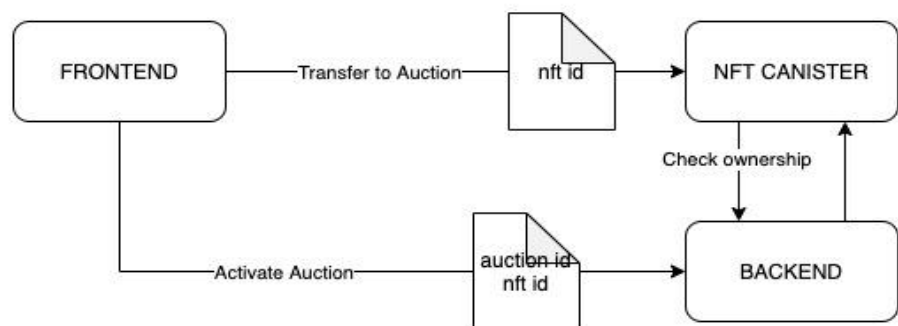 FRONTEND
Transfer to Auction
nft id
NFT CANISTER
Check ownership
Activate Auction
auction id
nft id
BACKEND